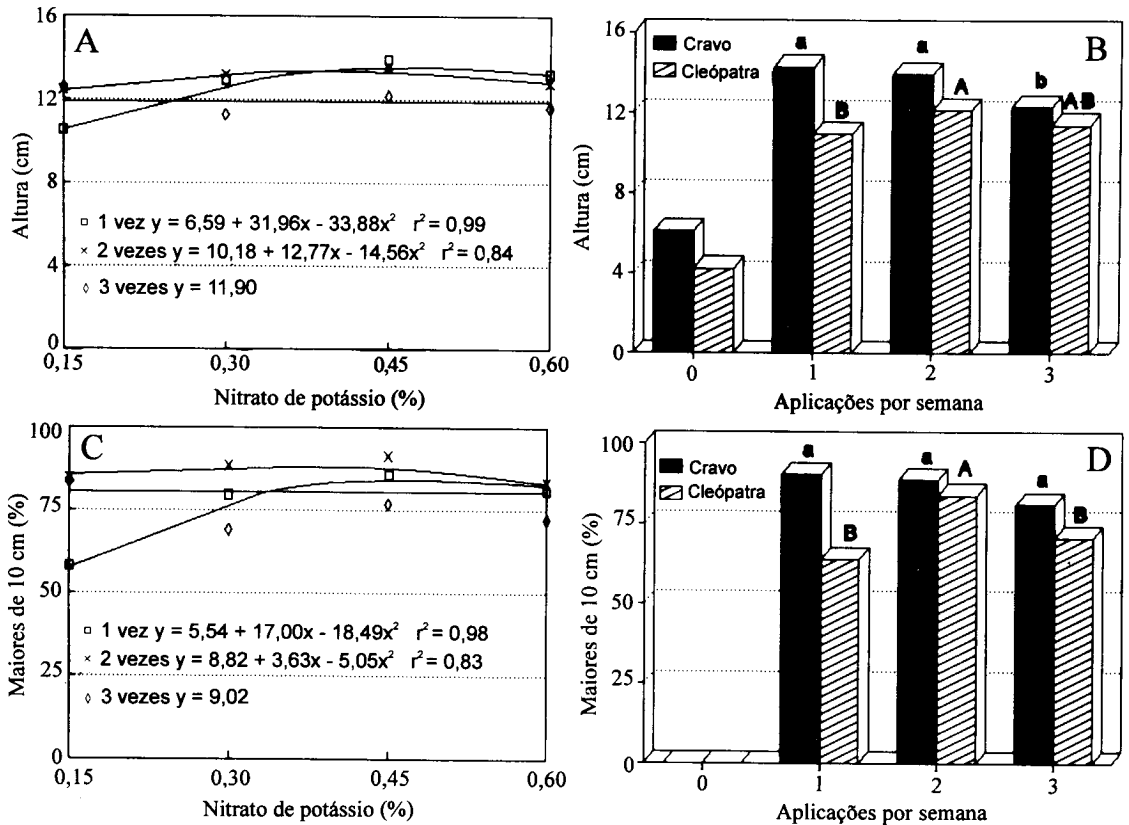 A
Altura (cm)
16
12
8
4
0
□ 1 vez y = 6,59 + 31,96x - 33,88x² r² = 0,99
× 2 vezes y = 10,18 + 12,77x - 14,56x² r² = 0,84
◊ 3 vezes y = 11,90
0,15 0,30 0,45 0,60
Nitrato de potássio (%)
B
Altura (cm)
16
12
8
4
0
Cravo
Cleópatra
a a b
B A AB
0 1 2 3
Aplicações por semana
C
Maiores de 10 cm (%)
100
75
50
25
0
□ 1 vez y = 5,54 + 17,00x - 18,49x² r² = 0,98
× 2 vezes y = 8,82 + 3,63x - 5,05x² r² = 0,83
◊ 3 vezes y = 9,02
0,15 0,30 0,45 0,60
Nitrato de potássio (%)
D
Maiores de 10 cm (%)
100
75
50
25
0
Cravo
Cleópatra
a a a
B A B
0 1 2 3
Aplicações por semana